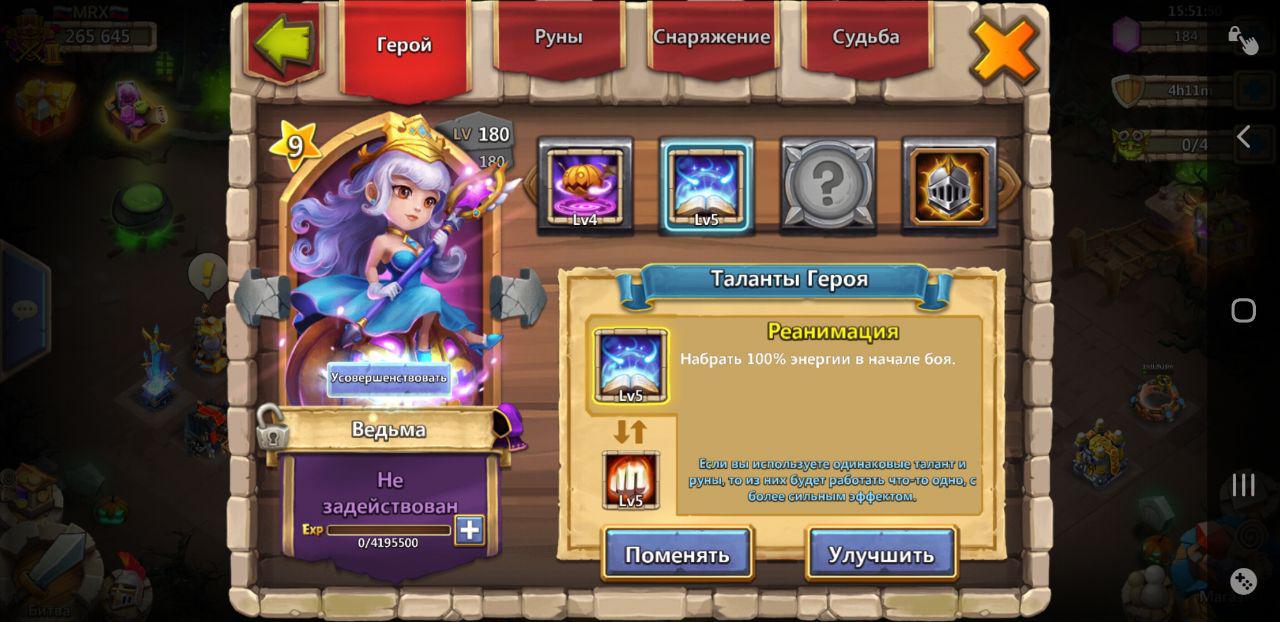 MRX
265 645
Герой
Руны
Снаряжение
Судьба
15:51:50
184
4h11m
0/4
9
LV 180
180
Lv4
Lv5
Усовершенствовать
Ведьма
Не
задействован
Exp
0/4195500
Таланты Героя
Реанимация
Набрать 100% энергии в начале боя.
Lv5
Lv5
Если вы используете одинаковые талант и
руны, то из них будет работать что-то одно, с
более сильным эффектом.
Поменять
Улучшить
Битва